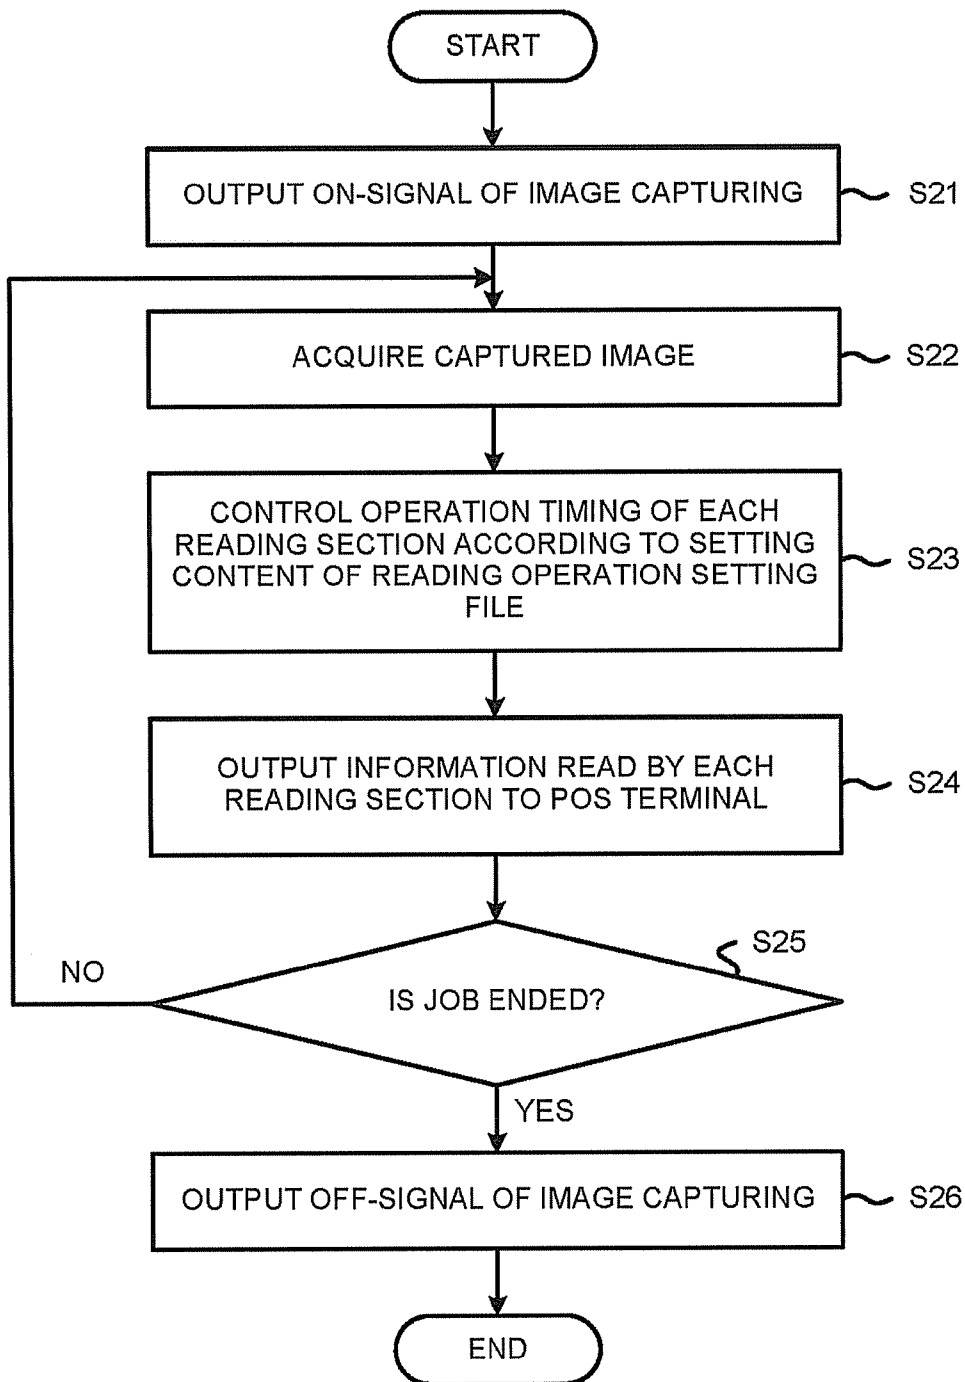 START
OUTPUT ON-SIGNAL OF IMAGE CAPTURING
S21
ACQUIRE CAPTURED IMAGE
S22
CONTROL OPERATION TIMING OF EACH
READING SECTION ACCORDING TO SETTING
CONTENT OF READING OPERATION SETTING
FILE
S23
OUTPUT INFORMATION READ BY EACH
READING SECTION TO POS TERMINAL
S24
S25
NO
IS JOB ENDED?
YES
OUTPUT OFF-SIGNAL OF IMAGE CAPTURING
S26
END